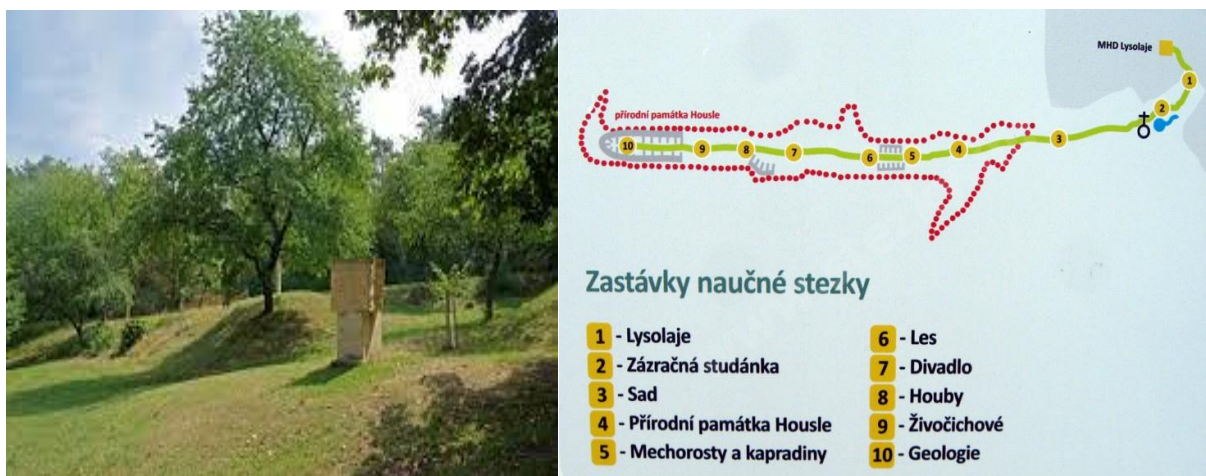 MHD Lysolaje
1
2
přírodní památka Housle
3
10
9
8
7
6
5
4
Zastávky naučné stezky
1 - Lysolaje
2 - Zázračná studánka
3 - Sad
4 - Přírodní památka Housle
5 - Mechorosty a kapradiny
6 - Les
7 - Divadlo
8 - Houby
9 - Živočichové
10 - Geologie